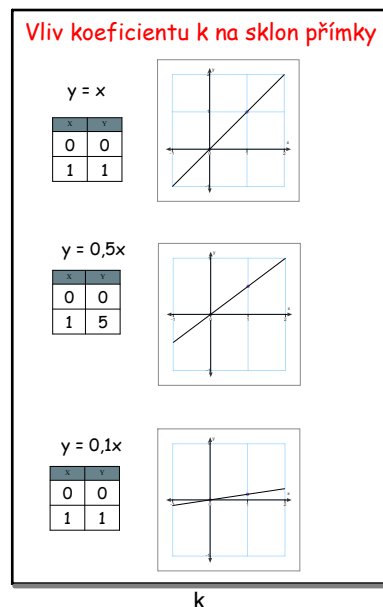 Vliv koeficientu k na sklon přímky
y = x
X Y
0 0
1 1
y = 0,5x
X Y
0 0
1 5
y = 0,1x
X Y
0 0
1 1
k